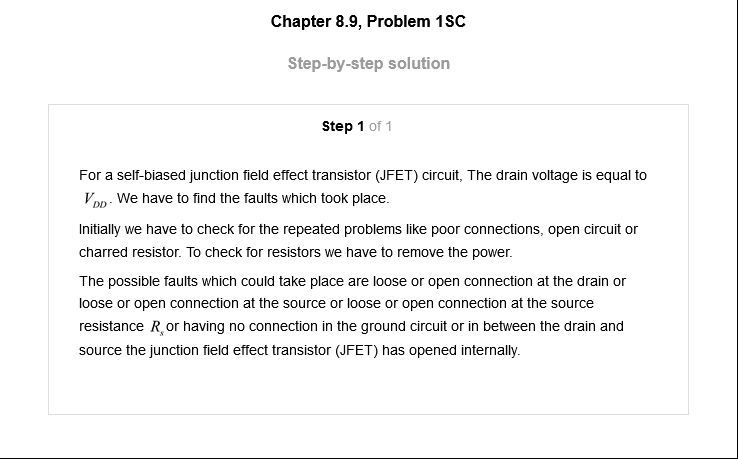 Chapter 8.9, Problem 1SC
Step-by-step solution
Step 1 of 1
For a self-biased junction field effect transistor (JFET) circuit, The drain voltage is equal to
V_DD. We have to find the faults which took place.
Initially we have to check for the repeated problems like poor connections, open circuit or
charred resistor. To check for resistors we have to remove the power.
The possible faults which could take place are loose or open connection at the drain or
loose or open connection at the source or loose or open connection at the source
resistance R_s or having no connection in the ground circuit or in between the drain and
source the junction field effect transistor (JFET) has opened internally.